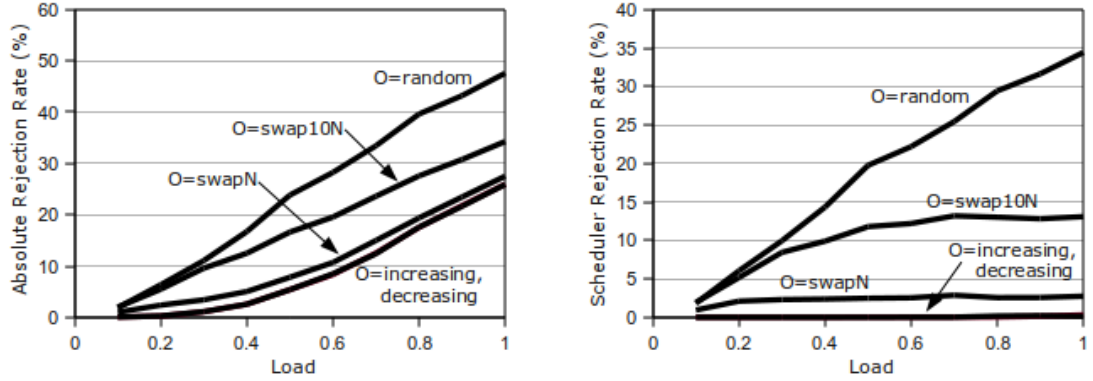 Absolute Rejection Rate (%)
60
50
40
30
20
10
0
O=random
O=swap10N
O=swapN
O=increasing,
decreasing
0
0.2
0.4
0.6
0.8
1
Load
Scheduler Rejection Rate (%)
40
35
30
25
20
15
10
5
0
O=random
O=swap10N
O=increasing,
decreasing
O=swapN
0
0.2
0.4
0.6
0.8
1
Load